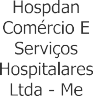 Hospdan
Comércio E
Serviços
Hospitalares
Ltda - Me